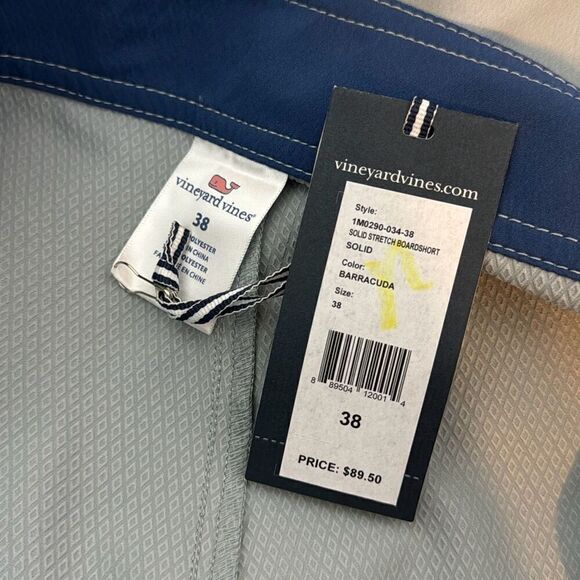 vineyard vines®
38
POLYESTER
IN CHINA
POLYESTER
EN CHINE
vineyardvines.com
Style:
1M0290-034-38
SOLID STRETCH BOARDSHORT
SOLID
Color:
BARRACUDA
Size:
38
8 89504 12001 4
38
PRICE: $89.50